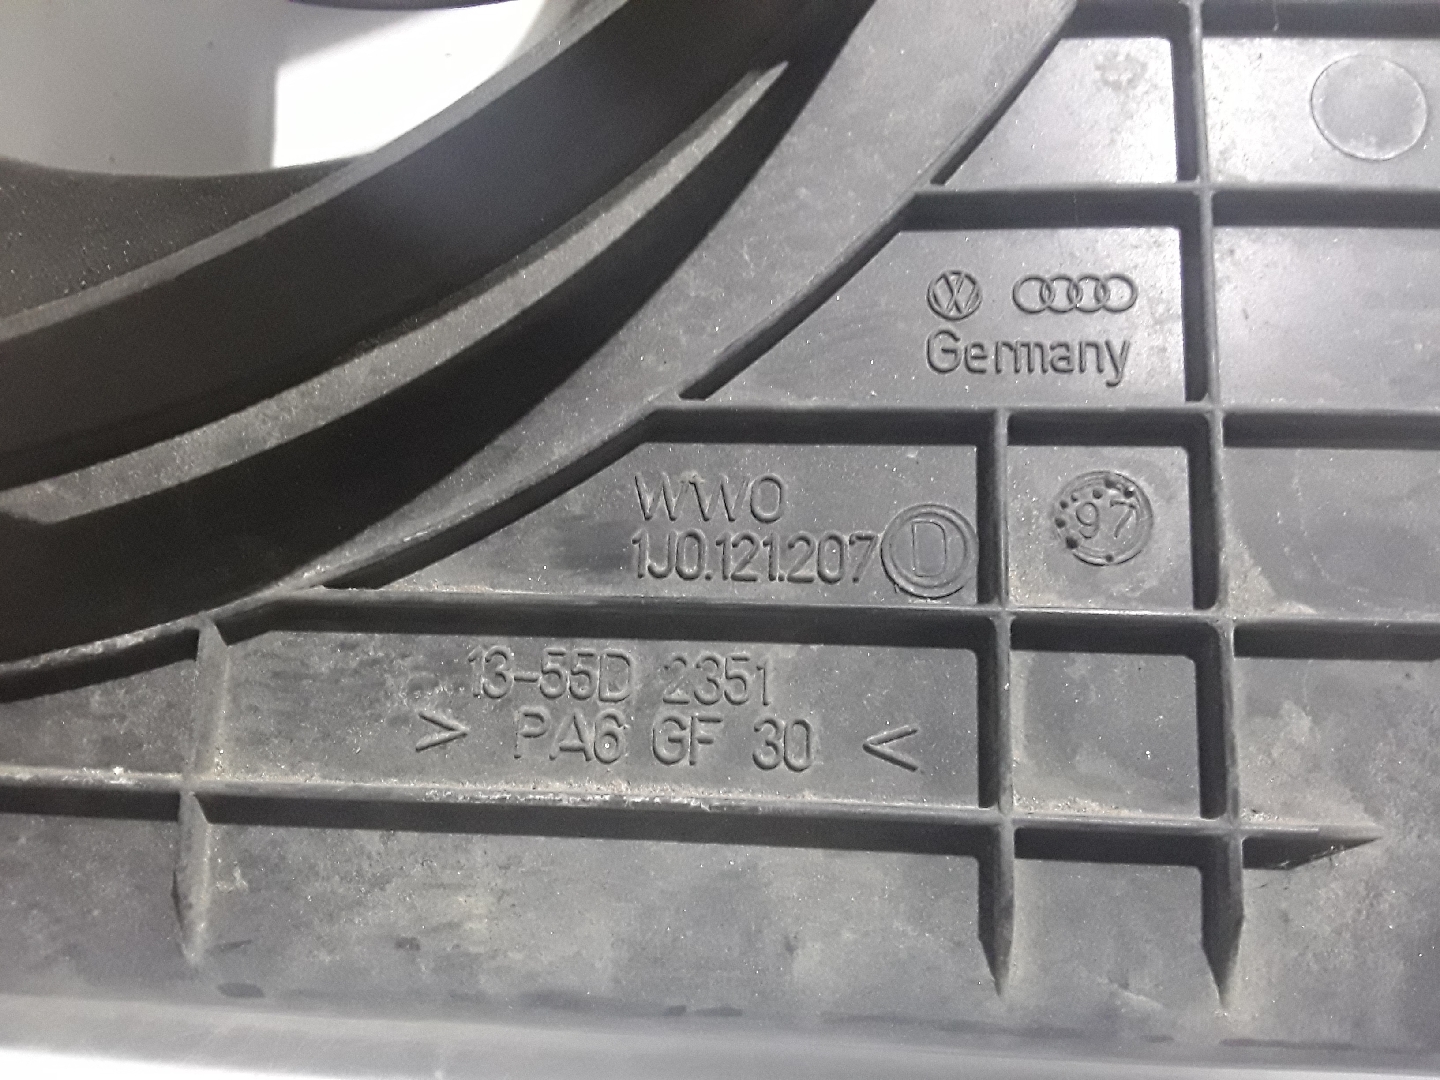 Germany
WWO
1J0.121.207 D
97
13-55D 2351
> PA6 GF 30 <